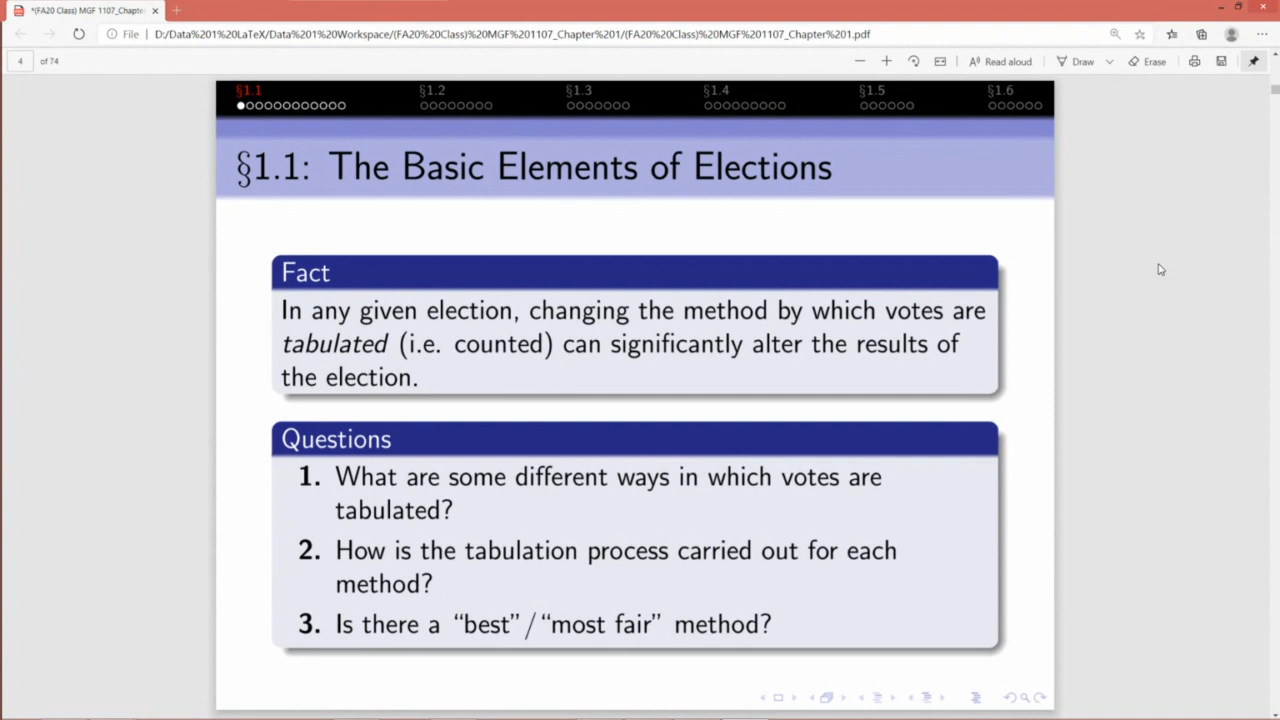 *(FA20 Class) MGF 1107_Chapte
File
D:/Data%201%20LaTeX/Data%201%20Workspace/(FA20%20Class)%20MGF%201107_Chapter%201/(FA20%20Class)%20MGF%201107_Chapter%201.pdf
4 of 74
Read aloud
Draw
Erase
§1.1 §1.2 §1.3 §1.4 §1.5 §1.6
§1.1: The Basic Elements of Elections
Fact
In any given election, changing the method by which votes are
tabulated (i.e. counted) can significantly alter the results of
the election.
Questions
1. What are some different ways in which votes are
tabulated?
2. How is the tabulation process carried out for each
method?
3. Is there a “best”/“most fair” method?